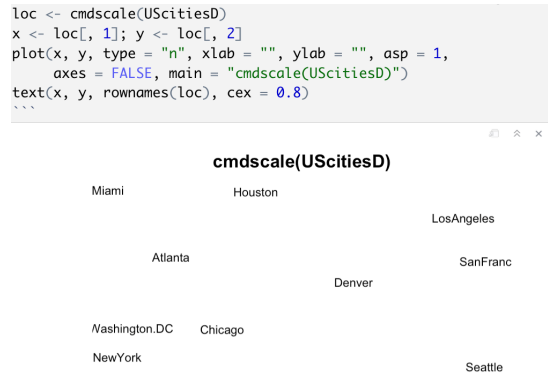 loc <- cmdscale(UScitiesD)
x <- loc[, 1]; y <- loc[, 2]
plot(x, y, type = "n", xlab = "", ylab = "", asp = 1,
     axes = FALSE, main = "cmdscale(UScitiesD)")
text(x, y, rownames(loc), cex = 0.8)
```
cmdscale(UScitiesD)
Miami
Houston
LosAngeles
Atlanta
SanFranc
Denver
Washington.DC
Chicago
NewYork
Seattle